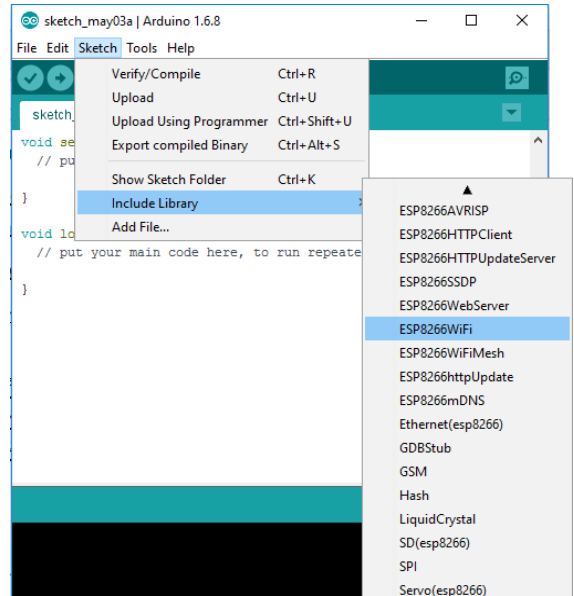 sketch_may03a | Arduino 1.6.8
File Edit Sketch Tools Help
Verify/Compile Ctrl+R
Upload Ctrl+U
Upload Using Programmer Ctrl+Shift+U
Export compiled Binary Ctrl+Alt+S
Show Sketch Folder Ctrl+K
Include Library
Add File...
sketch_
void se
// pu
}
void lo
// put your main code here, to run repeate
}
ESP8266AVRISP
ESP8266HTTPClient
ESP8266HTTPUpdateServer
ESP8266SSDP
ESP8266WebServer
ESP8266WiFi
ESP8266WiFiMesh
ESP8266httpUpdate
ESP8266mDNS
Ethernet(esp8266)
GDBStub
GSM
Hash
LiquidCrystal
SD(esp8266)
SPI
Servo(esp8266)